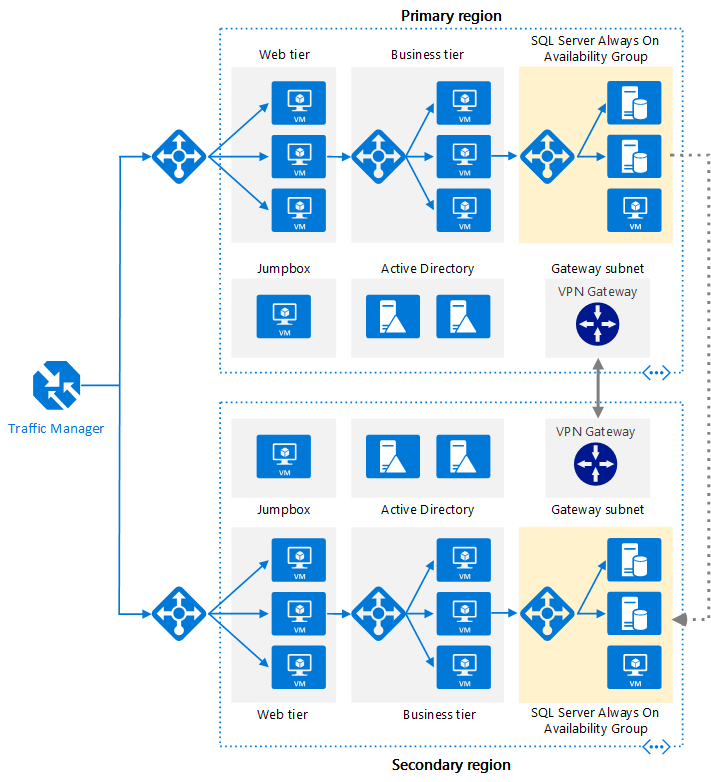 Primary region
Web tier
Business tier
SQL Server Always On
Availability Group
VM
VM
VM
VM
VM
VM
VM
Jumpbox
Active Directory
Gateway subnet
VPN Gateway
VM
Traffic Manager
VPN Gateway
VM
Jumpbox
Active Directory
Gateway subnet
VM
VM
VM
VM
VM
VM
VM
Web tier
Business tier
SQL Server Always On
Availability Group
Secondary region